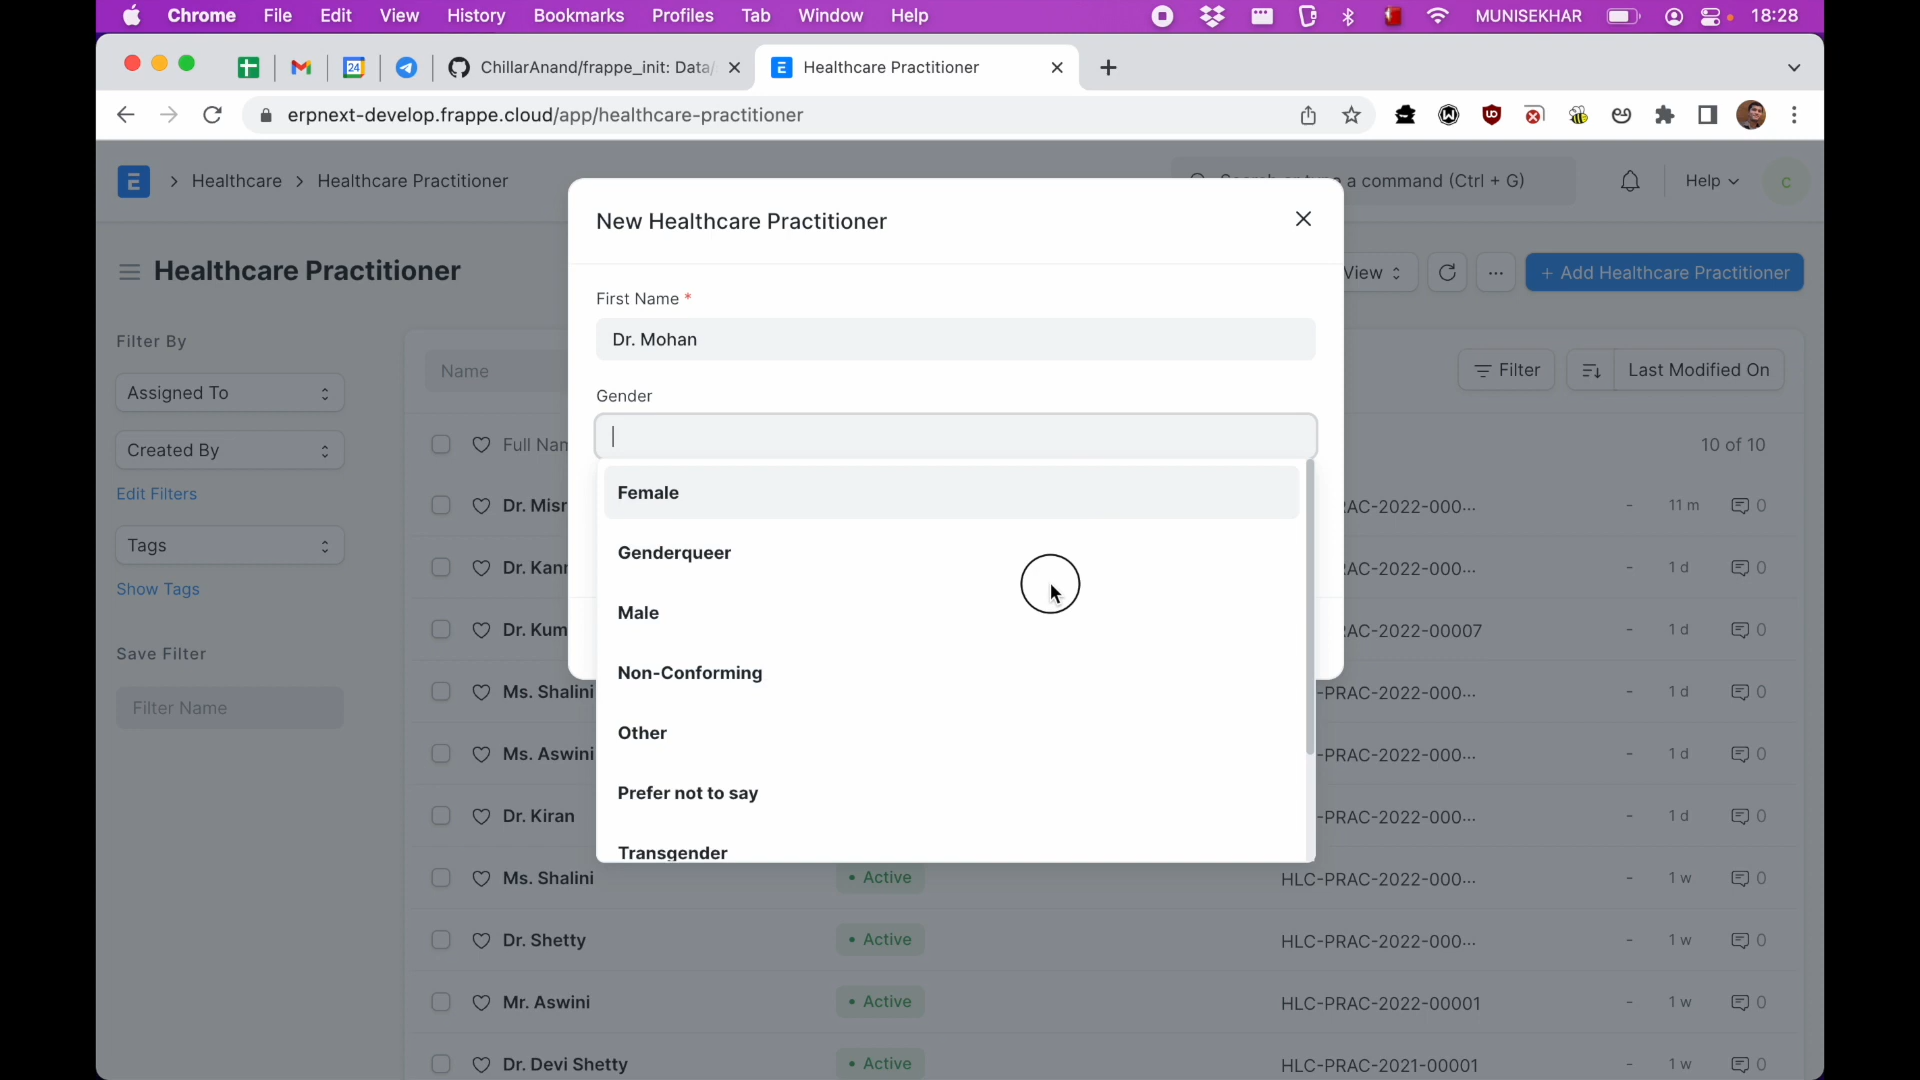 Chrome File Edit View History Bookmarks Profiles Tab Window Help MUNISEKHAR 18:28
24 ChillarAnand/frappe_init: Data/ Healthcare Practitioner
erpnext-develop.frappe.cloud/app/healthcare-practitioner
E Healthcare Healthcare Practitioner a command (Ctrl + G) Help C
New Healthcare Practitioner
Healthcare Practitioner View ... + Add Healthcare Practitioner
First Name *
Dr. Mohan
Filter By
Name Filter Last Modified On
Assigned To
Gender
Full Nam 10 of 10
Created By
Edit Filters
Female
Dr. Misr AC-2022-000... - 11 m 0
Tags
Genderqueer
Dr. Kann AC-2022-000... - 1 d 0
Show Tags
Male
Dr. Kum AC-2022-00007 - 1 d 0
Save Filter
Non-Conforming
Ms. Shalini -PRAC-2022-000... - 1 d 0
Filter Name
Other
Ms. Aswini -PRAC-2022-000... - 1 d 0
Prefer not to say
Dr. Kiran -PRAC-2022-000... - 1 d 0
Transgender
Ms. Shalini Active HLC-PRAC-2022-000... - 1 w 0
Dr. Shetty Active HLC-PRAC-2022-000... - 1 w 0
Mr. Aswini Active HLC-PRAC-2022-00001 - 1 w 0
Dr. Devi Shetty Active HLC-PRAC-2021-00001 - 1 w 0